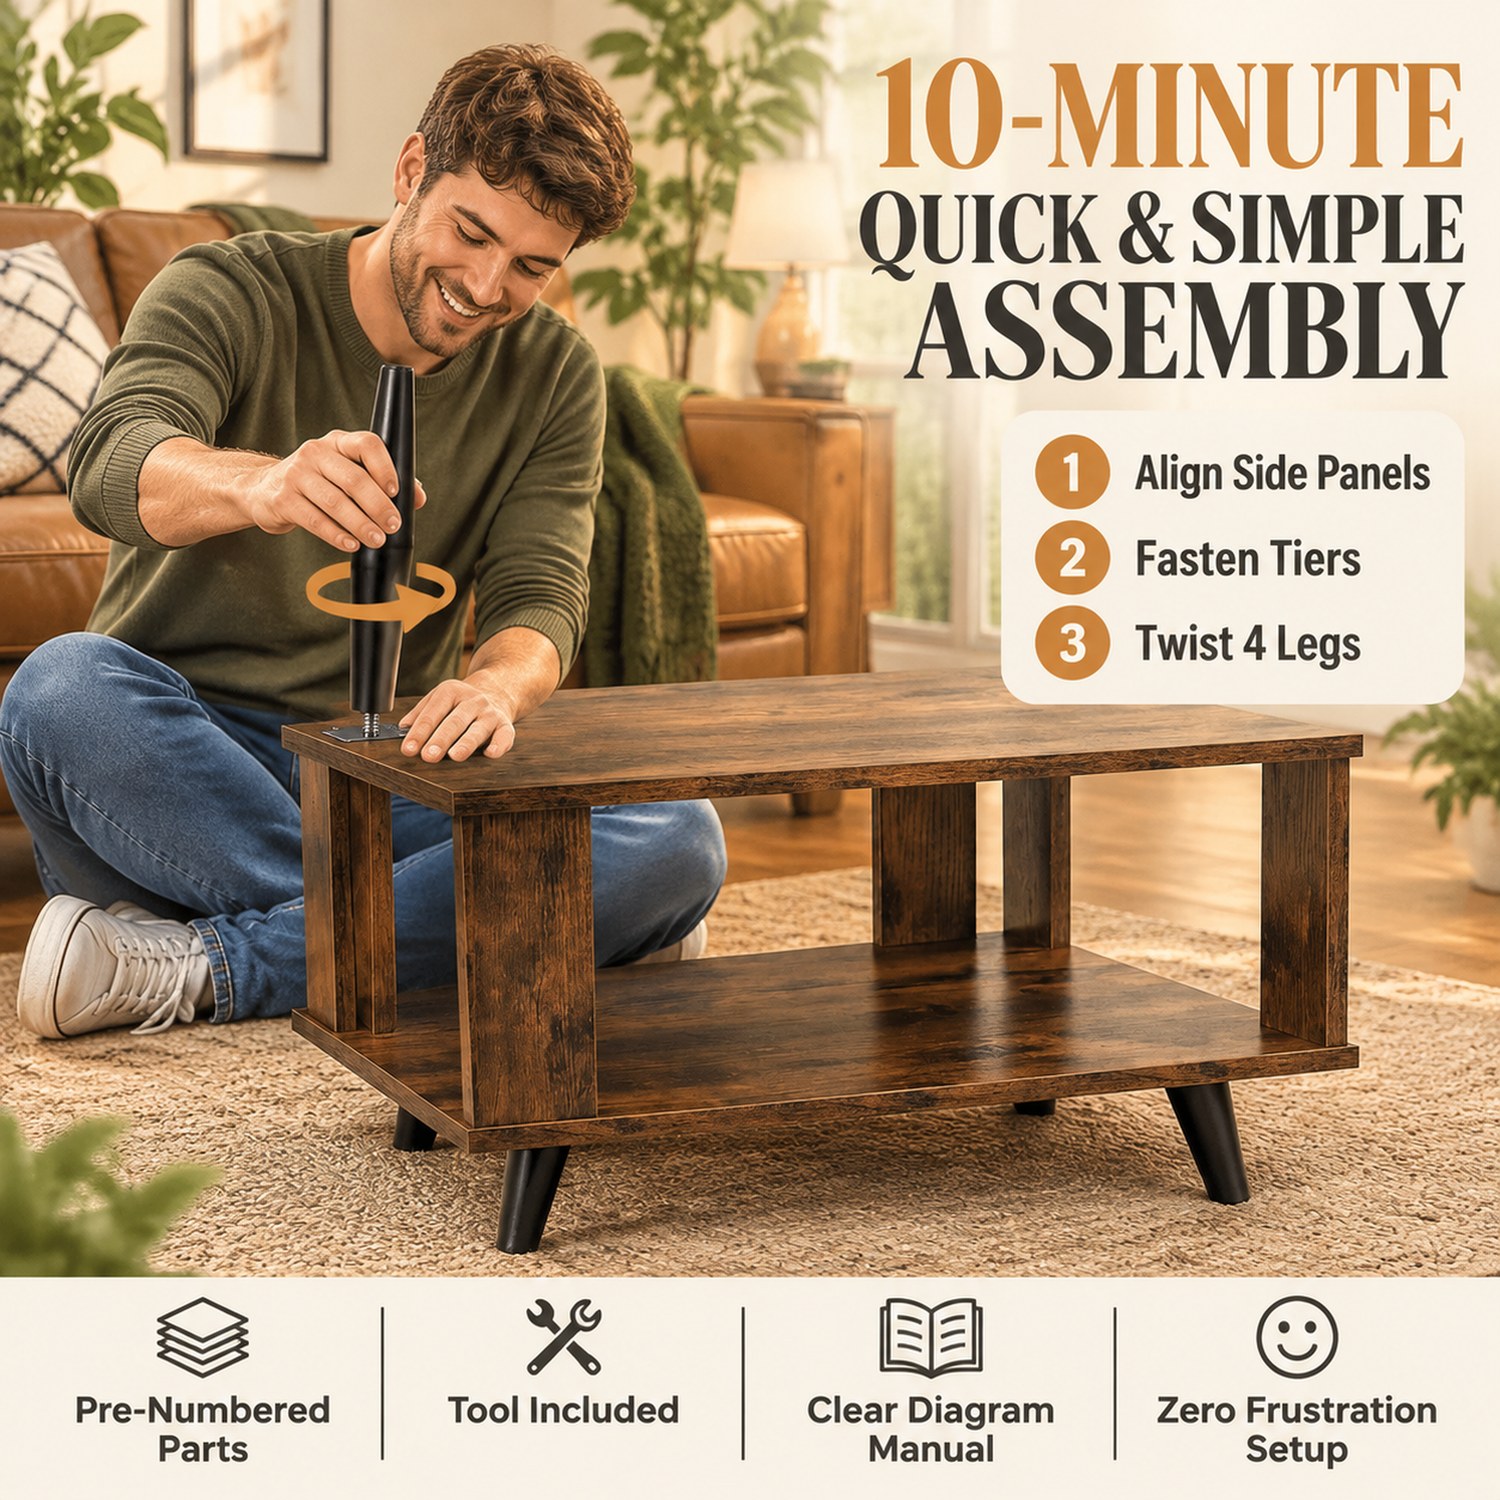 10-MINUTE
QUICK & SIMPLE
ASSEMBLY
1 Align Side Panels
2 Fasten Tiers
3 Twist 4 Legs
Pre-Numbered
Parts
Tool Included
Clear Diagram
Manual
Zero Frustration
Setup